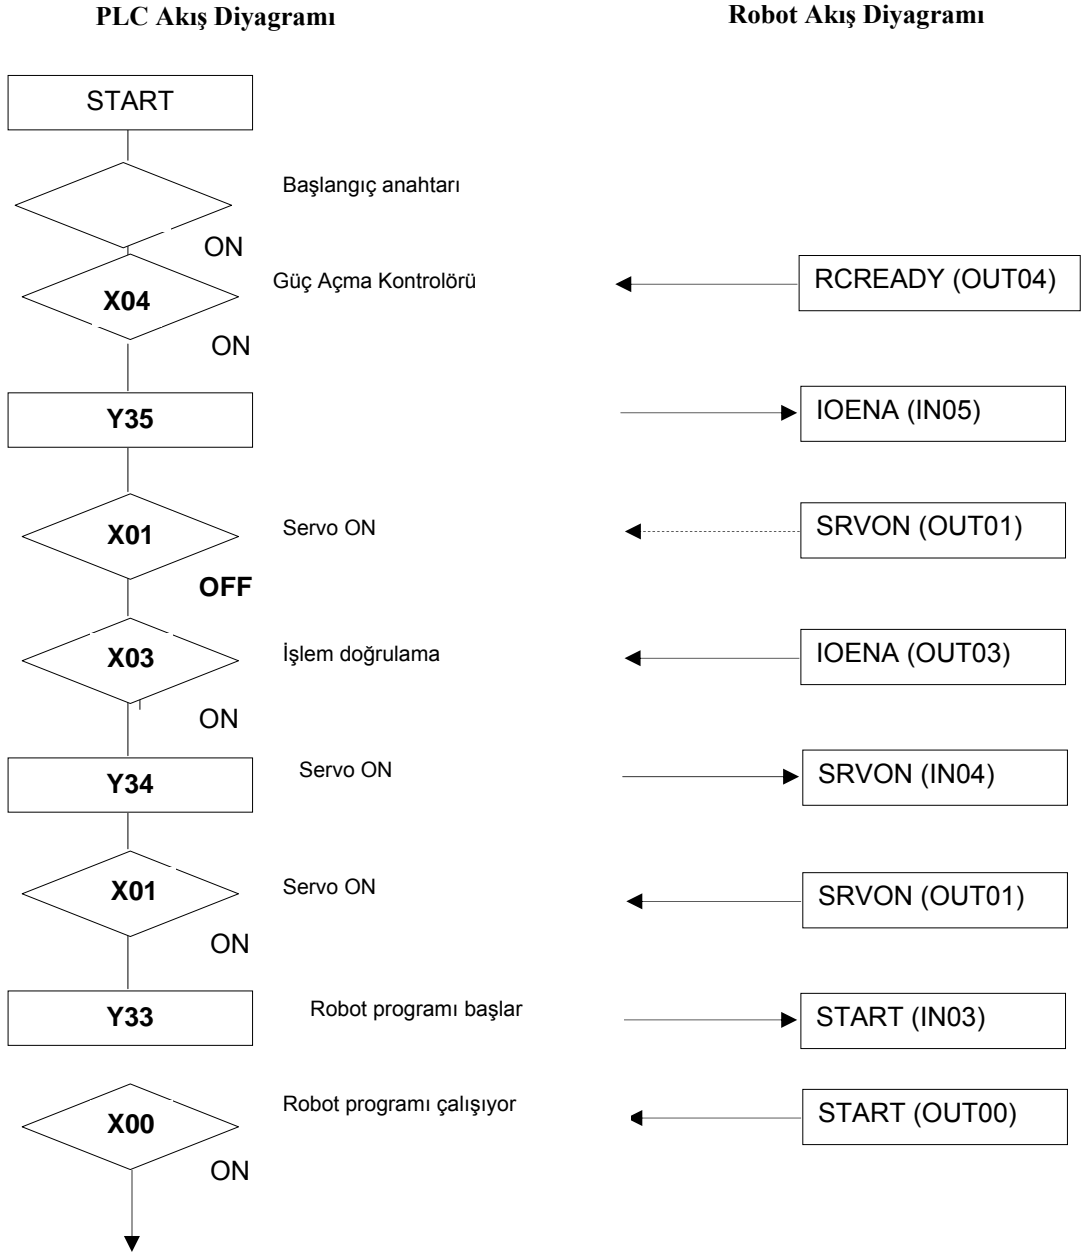 PLC Akış Diyagramı
Robot Akış Diyagramı
START
Başlangıç anahtarı
ON
X04
Güç Açma Kontrolörü
RCREADY (OUT04)
ON
Y35
IOENA (IN05)
X01
Servo ON
SRVON (OUT01)
OFF
X03
İşlem doğrulama
IOENA (OUT03)
ON
Y34
Servo ON
SRVON (IN04)
X01
Servo ON
SRVON (OUT01)
ON
Y33
Robot programı başlar
START (IN03)
X00
Robot programı çalışıyor
START (OUT00)
ON